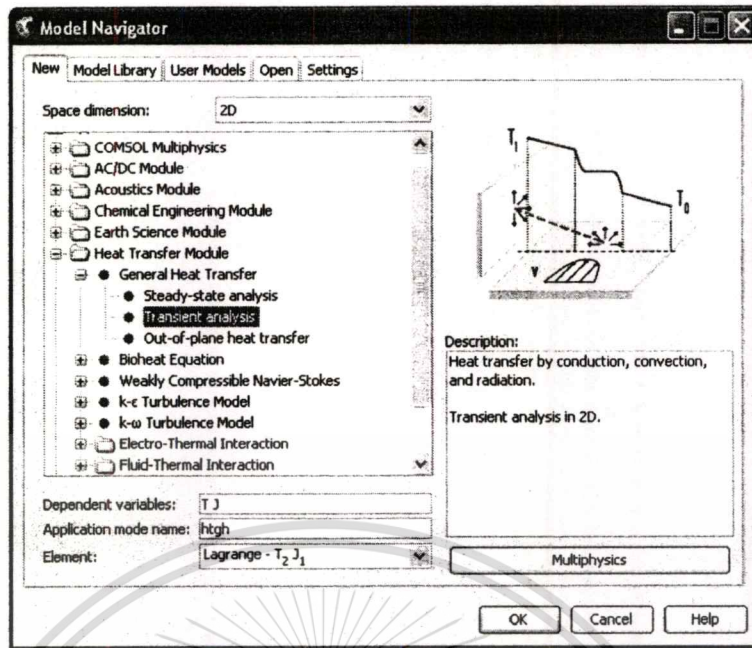 Model Navigator
New Model Library User Models Open Settings
Space dimension: 2D
COMSOL Multiphysics
AC/DC Module
Acoustics Module
Chemical Engineering Module
Earth Science Module
Heat Transfer Module
General Heat Transfer
Steady-state analysis
Transient analysis
Out-of-plane heat transfer
Bioheat Equation
Weakly Compressible Navier-Stokes
k-ε Turbulence Model
k-ω Turbulence Model
Electro-Thermal Interaction
Fluid-Thermal Interaction
Dependent variables: T J
Application mode name: htgh
Element: Lagrange - T₂ J₁
T₁
T₀
v
Description:
Heat transfer by conduction, convection,
and radiation.
Transient analysis in 2D.
Multiphysics
OK Cancel Help